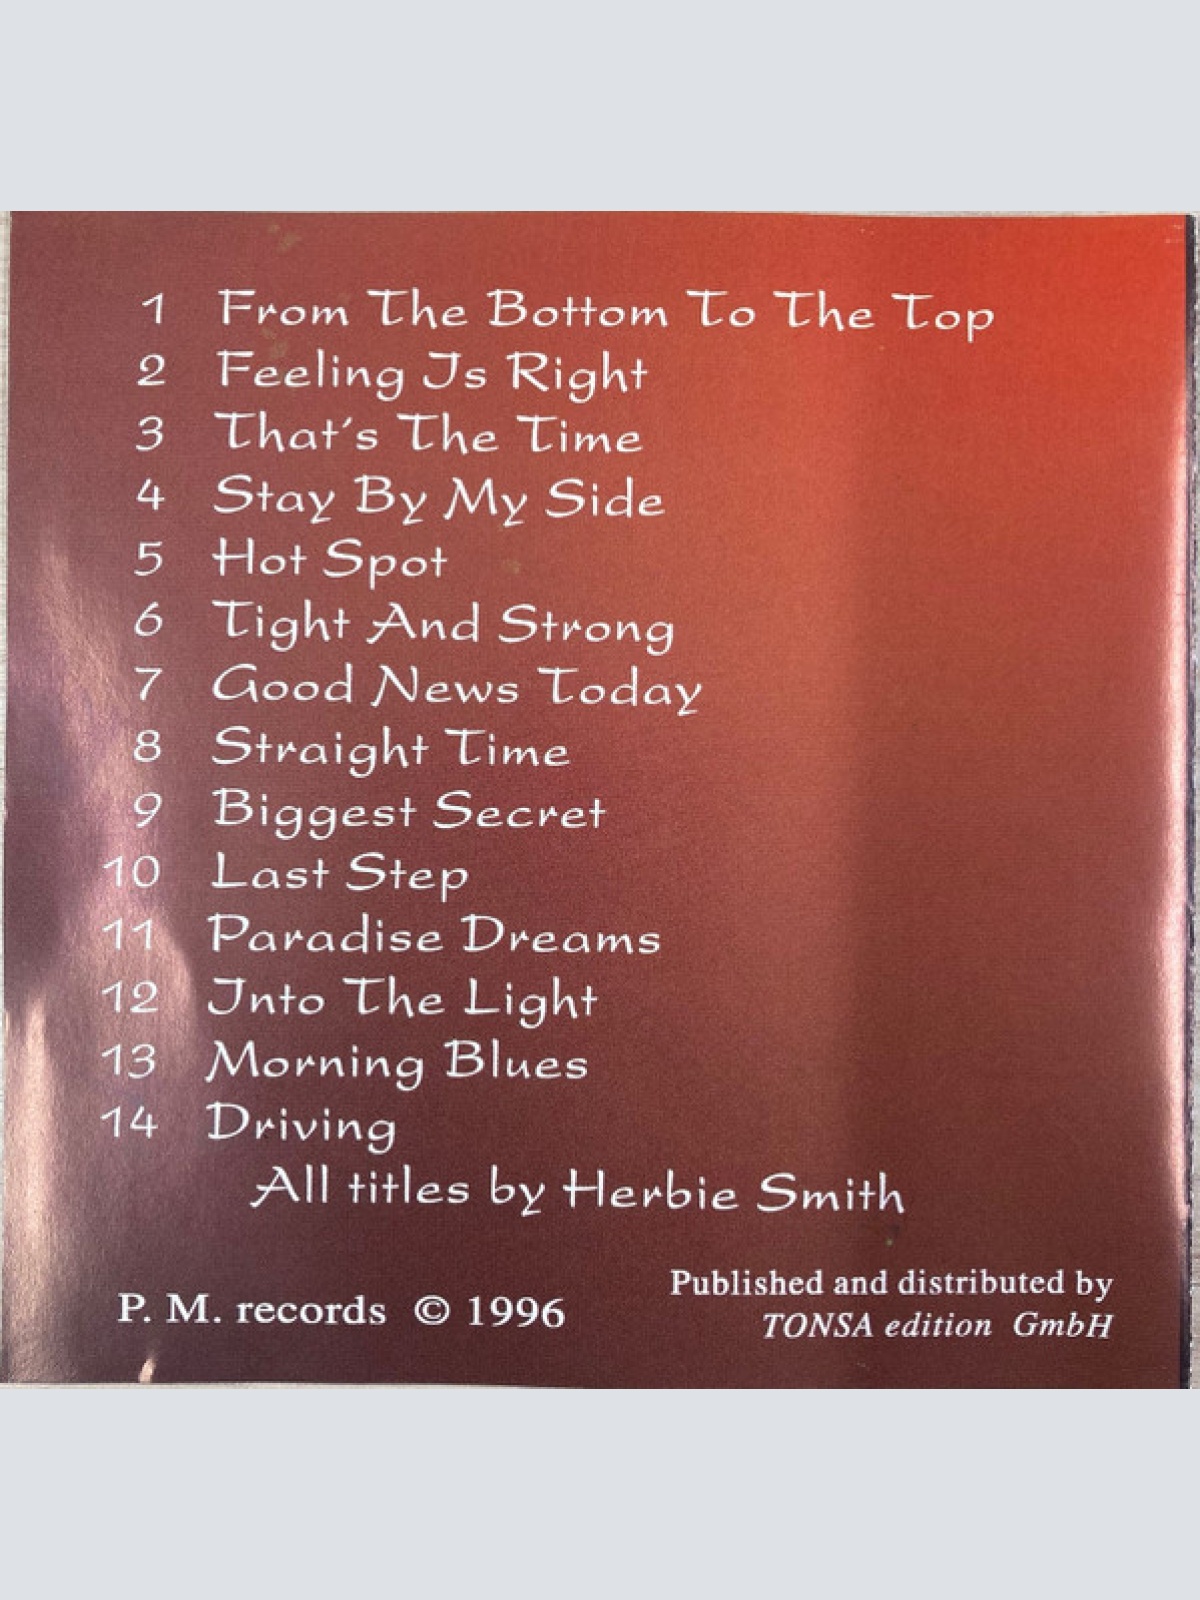 1 From The Bottom To The Top
2 Feeling Is Right
3 That's The Time
4 Stay By My Side
5 Hot Spot
6 Tight And Strong
7 Good News Today
8 Straight Time
9 Biggest Secret
10 Last Step
11 Paradise Dreams
12 Into The Light
13 Morning Blues
14 Driving
All titles by Herbie Smith
P. M. records © 1996
Published and distributed by
TONSA edition GmbH